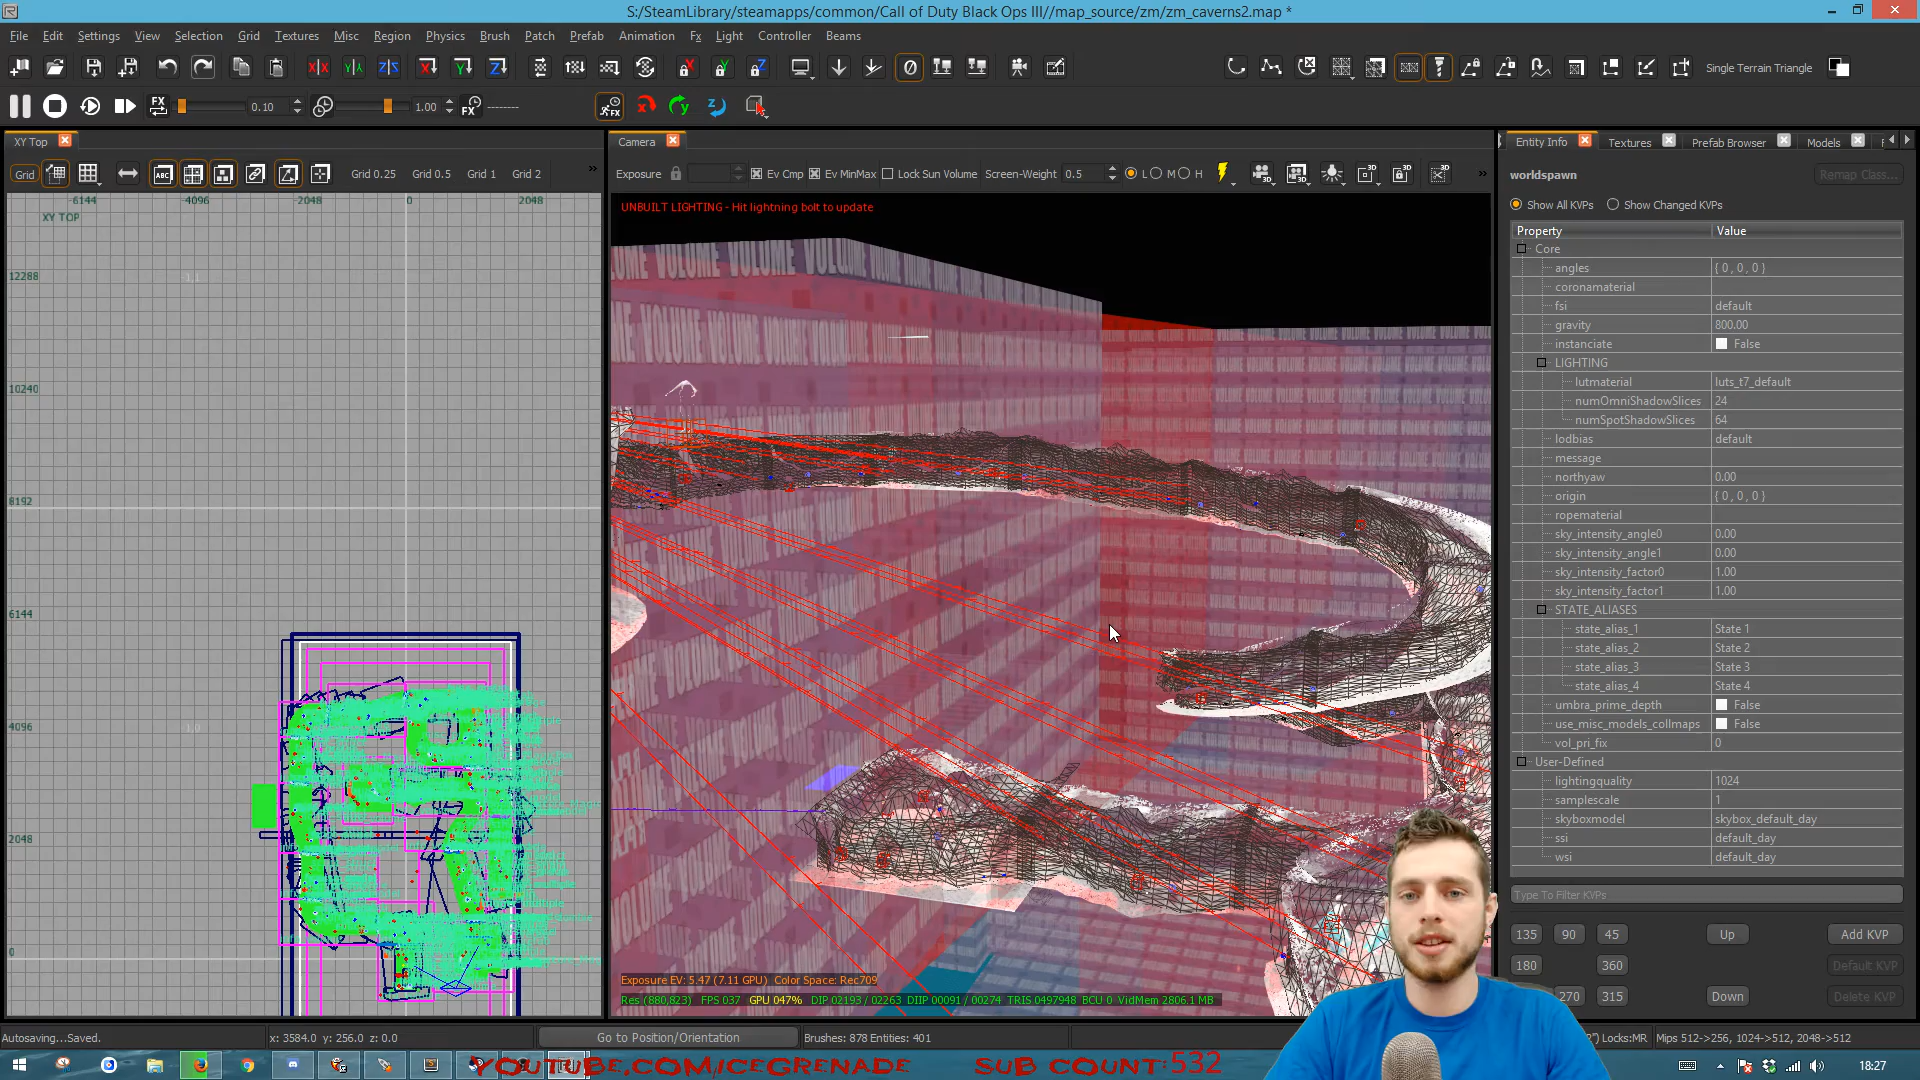 S:/SteamLibrary/steamapps/common/Call of Duty Black Ops III//map_source/zm/zm_caverns2.map *
File Edit Settings View Selection Grid Textures Misc Region Physics Brush Patch Prefab Animation Fx Light Controller Beams
Single Terrain Triangle
FX 0.10 1.00 FX --------
XY Top
Camera
Entity Info Textures Prefab Browser Models
Grid Grid 0.25 Grid 0.5 Grid 1 Grid 2
Exposure Ev Cmp Ev MinMax Lock Sun Volume Screen-Weight 0.5 L M H
worldspawn
Remap Class...
-6144 -4096 -2048 0 2048
XY TOP
UNBUILT LIGHTING - Hit lightning bolt to update
Show All KVPs Show Changed KVPs
Property Value
Core
angles { 0 , 0 , 0 }
coronamaterial
fsi default
gravity 800.00
instanciate False
LIGHTING
lutmaterial luts_t7_default
numOmniShadowSlices 24
numSpotShadowSlices 64
lodbias default
message
northyaw 0.00
origin { 0 , 0 , 0 }
ropematerial
sky_intensity_angle0 0.00
sky_intensity_angle1 0.00
sky_intensity_factor0 1.00
sky_intensity_factor1 1.00
STATE_ALIASES
state_alias_1 State 1
state_alias_2 State 2
state_alias_3 State 3
state_alias_4 State 4
umbra_prime_depth False
use_misc_models_collmaps False
vol_pri_fix 0
User-Defined
lightingquality 1024
samplescale 1
skyboxmodel skybox_default_day
ssi default_day
wsi default_day
Type To Filter KVPs
12288
10240
8192
6144
4096
2048
0
VOLUME VOLUME VOLUME
135 90 45 Up Add KVP
180 360 Default KVP
270 315 Down Delete KVP
Exposure EV: 5.47 (7.11 GPU) Color Space: Rec709
Res (880,823) FPS 037 GPU 047% DIP 02193 / 02263 DIIP 00091 / 00274 TRIS 0497948 BCU 0 VidMem 2806.1 MB
Autosaving...Saved. x: 3584.0 y: 256.0 z: 0.0 Go to Position/Orientation Brushes: 878 Entities: 401 Locks:MR Mips 512->256, 1024->512, 2048->512
YOUTUBE.COM/ICEGRENADE SUB COUNT:532
18:27